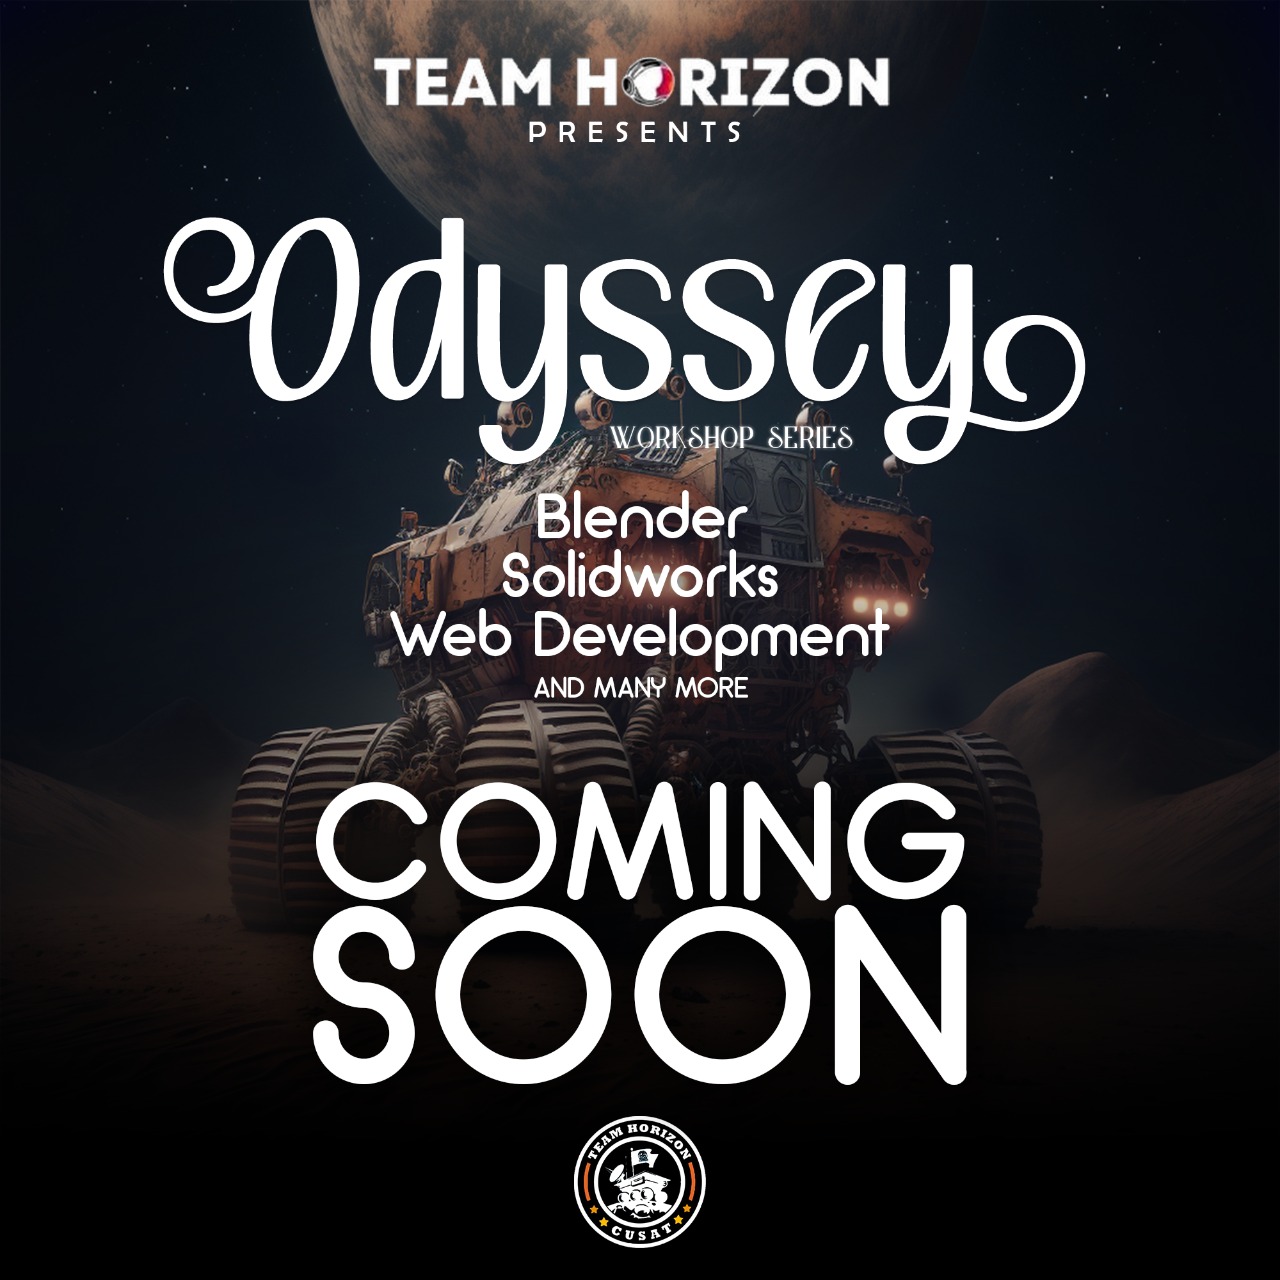 TEAM HORIZON
PRESENTS
Odyssey
WORKSHOP SERIES
Blender
Solidworks
Web Development
AND MANY MORE
COMING
SOON
TEAM HORIZON
CUSAT